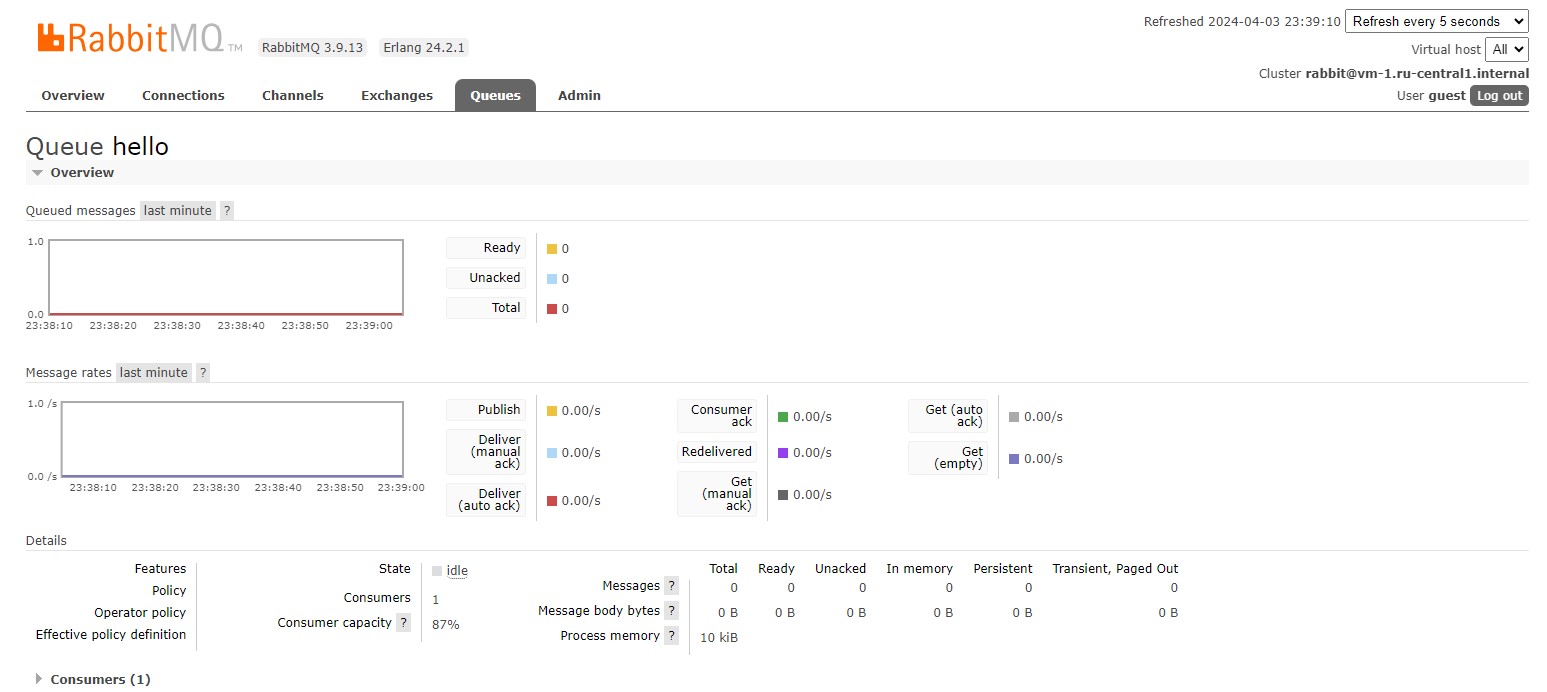 RabbitMQ TM RabbitMQ 3.9.13 Erlang 24.2.1
Refreshed 2024-04-03 23:39:10 Refresh every 5 seconds
Virtual host All
Cluster rabbit@vm-1.ru-central1.internal
User guest Log out
Overview Connections Channels Exchanges Queues Admin
Queue hello
Overview
Queued messages last minute ?
1.0
0.0
23:38:10 23:38:20 23:38:30 23:38:40 23:38:50 23:39:00
Ready 0
Unacked 0
Total 0
Message rates last minute ?
1.0 /s
0.0 /s
23:38:10 23:38:20 23:38:30 23:38:40 23:38:50 23:39:00
Publish 0.00/s
Deliver
(manual
ack) 0.00/s
Deliver
(auto ack) 0.00/s
Consumer
ack 0.00/s
Redelivered 0.00/s
Get
(manual
ack) 0.00/s
Get (auto
ack) 0.00/s
Get
(empty) 0.00/s
Details
Features
Policy
Operator policy
Effective policy definition
State idle
Consumers 1
Consumer capacity ? 87%
Total Ready Unacked In memory Persistent Transient, Paged Out
Messages ? 0 0 0 0 0 0
Message body bytes ? 0 B 0 B 0 B 0 B 0 B 0 B
Process memory ? 10 kiB
Consumers (1)